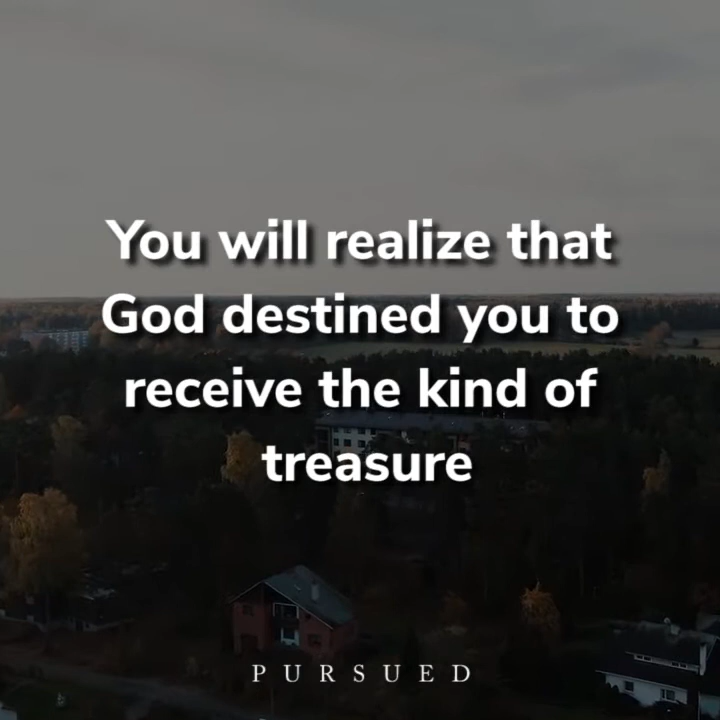 You will realize that
God destined you to
receive the kind of
treasure
PURSUED